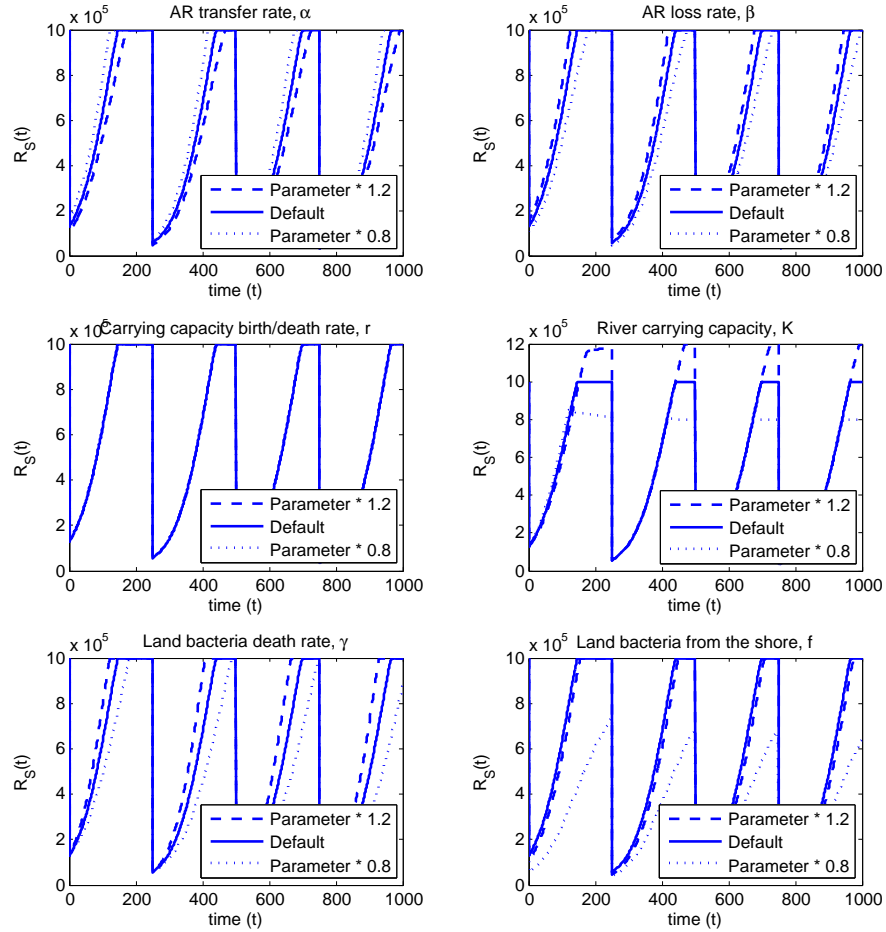 x 10^5 AR transfer rate, α
10
8
6
4
2
0
R_S(t)
Parameter * 1.2
Default
Parameter * 0.8
0 200 400 600 800 1000
time (t)
x 10^5 AR loss rate, β
10
8
6
4
2
0
R_S(t)
Parameter * 1.2
Default
Parameter * 0.8
0 200 400 600 800 1000
time (t)
x 10^5 Carrying capacity birth/death rate, r
10
8
6
4
2
0
R_S(t)
Parameter * 1.2
Default
Parameter * 0.8
0 200 400 600 800 1000
time (t)
x 10^5 River carrying capacity, K
12
10
8
6
4
2
0
R_S(t)
Parameter * 1.2
Default
Parameter * 0.8
0 200 400 600 800 1000
time (t)
x 10^5 Land bacteria death rate, γ
10
8
6
4
2
0
R_S(t)
Parameter * 1.2
Default
Parameter * 0.8
0 200 400 600 800 1000
time (t)
x 10^5 Land bacteria from the shore, f
10
8
6
4
2
0
R_S(t)
Parameter * 1.2
Default
Parameter * 0.8
0 200 400 600 800 1000
time (t)